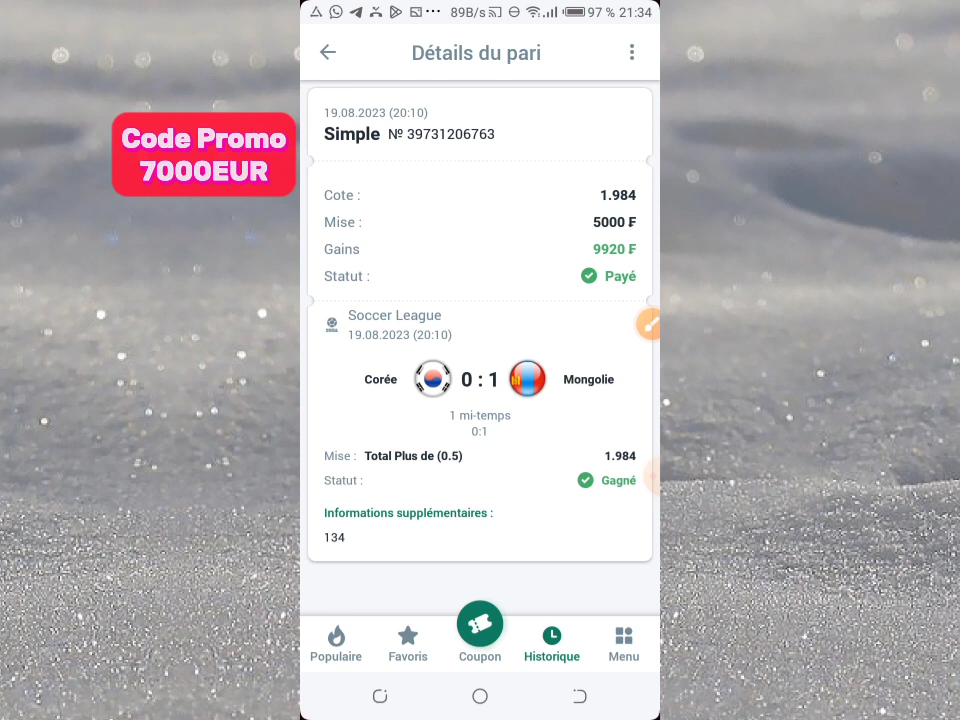 89B/s 97 % 21:34
Détails du pari
Code Promo
7000EUR
19.08.2023 (20:10)
Simple № 39731206763
Cote : 1.984
Mise : 5000 ₣
Gains 9920 ₣
Statut : Payé
Soccer League
19.08.2023 (20:10)
Corée 0 : 1 Mongolie
1 mi-temps
0:1
Mise : Total Plus de (0.5) 1.984
Statut : Gagné
Informations supplémentaires :
134
Populaire Favoris Coupon Historique Menu